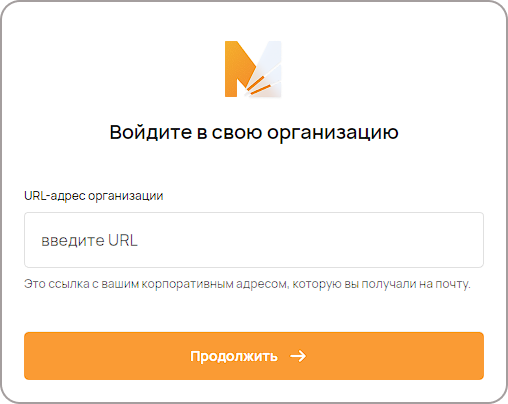 Войдите в свою организацию
URL-адрес организации
введите URL
Это ссылка с вашим корпоративным адресом, которую вы получали на почту.
Продолжить →